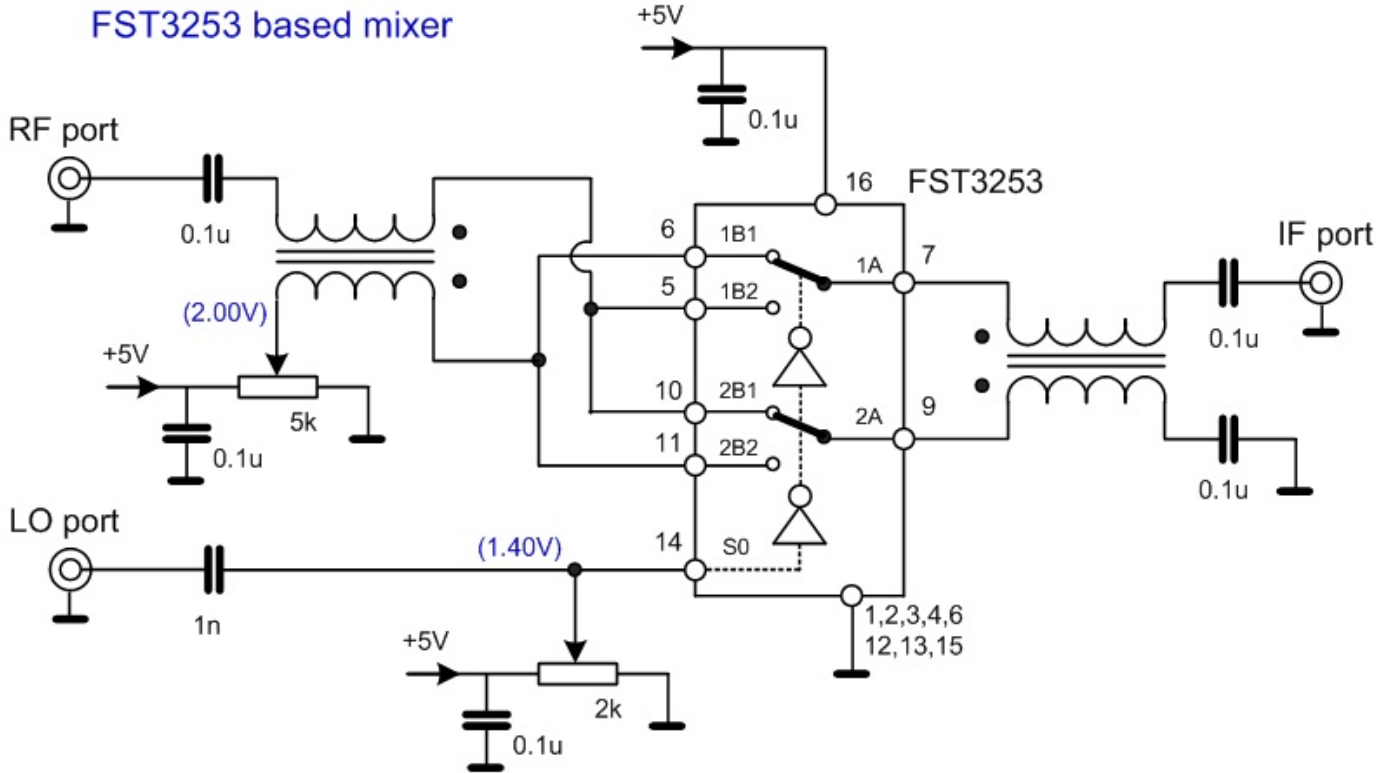 FST3253 based mixer
+5V
0.1u
RF port
0.1u
16
FST3253
6
1B1
1A
7
IF port
5
1B2
0.1u
(2.00V)
+5V
5k
0.1u
10
2B1
2A
9
11
2B2
0.1u
LO port
1n
(1.40V)
14
S0
1,2,3,4,6
12,13,15
+5V
2k
0.1u